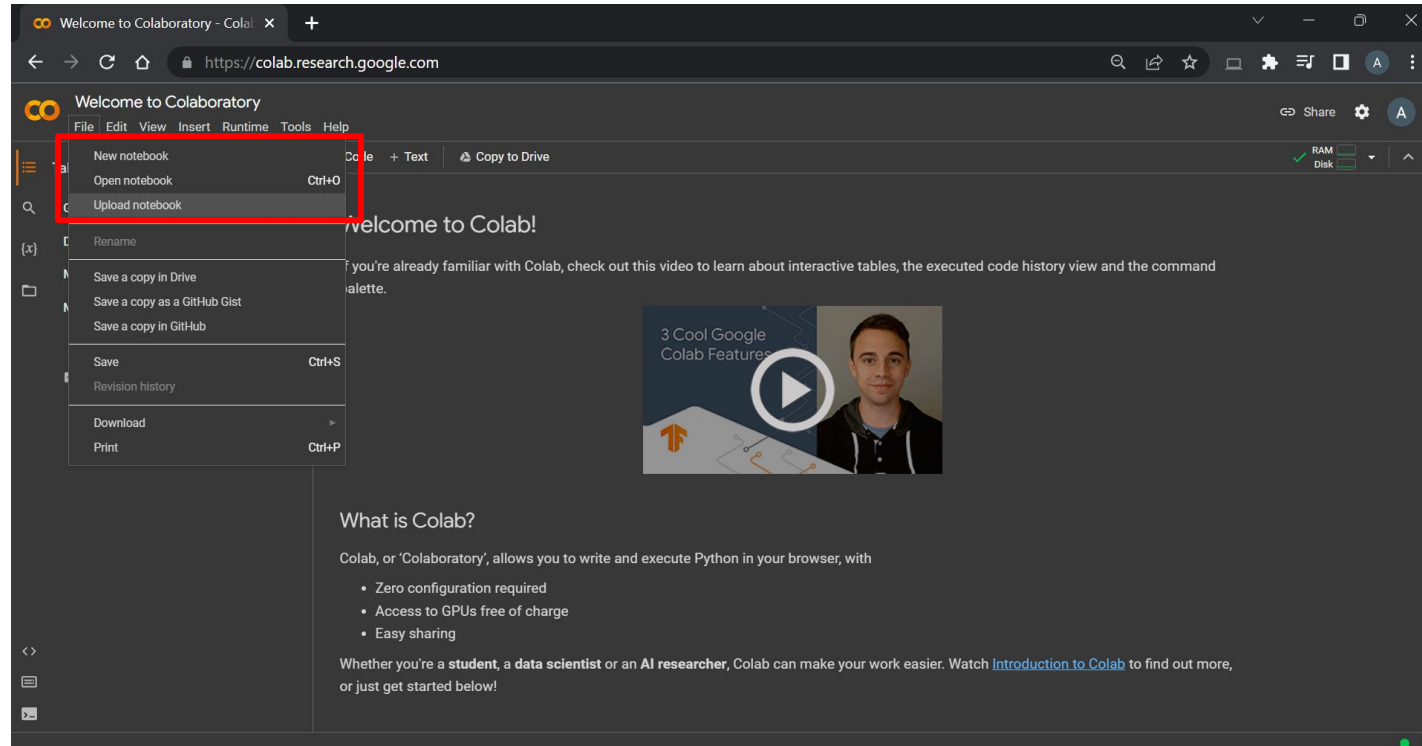 Welcome to Colaboratory - Colab
https://colab.research.google.com
A
Welcome to Colaboratory
File Edit View Insert Runtime Tools Help
Share
A
New notebook
Open notebook Ctrl+O
Upload notebook
Rename
Save a copy in Drive
Save a copy as a GitHub Gist
Save a copy in GitHub
Save Ctrl+S
Revision history
Download
Print Ctrl+P
+ Text Copy to Drive
RAM
Disk
{x}
Welcome to Colab!
you're already familiar with Colab, check out this video to learn about interactive tables, the executed code history view and the command
palette.
3 Cool Google
Colab Features
What is Colab?
Colab, or 'Colaboratory', allows you to write and execute Python in your browser, with
• Zero configuration required
• Access to GPUs free of charge
• Easy sharing
Whether you're a student, a data scientist or an AI researcher, Colab can make your work easier. Watch Introduction to Colab to find out more,
or just get started below!